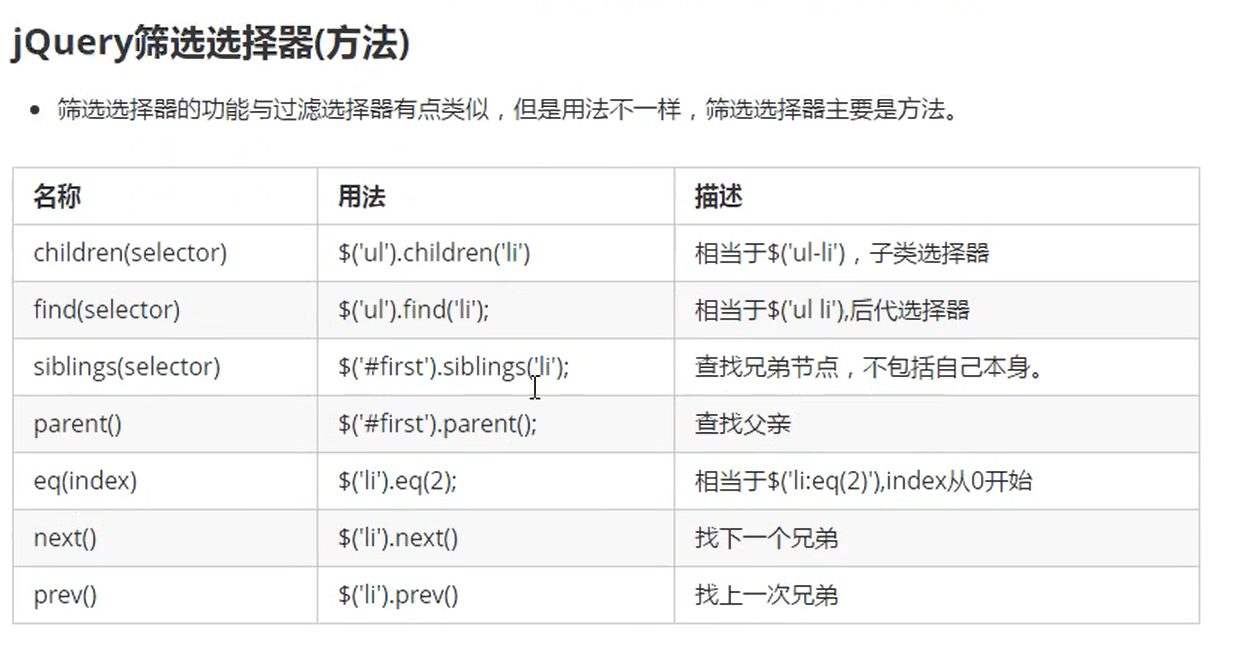 jQuery筛选选择器(方法)
筛选选择器的功能与过滤选择器有点类似，但是用法不一样，筛选选择器主要是方法。
名称 用法 描述
children(selector) $('ul').children('li') 相当于$('ul-li')，子类选择器
find(selector) $('ul').find('li'); 相当于$('ul li'),后代选择器
siblings(selector) $('#first').siblings('li'); 查找兄弟节点，不包括自己本身。
parent() $('#first').parent(); 查找父亲
eq(index) $('li').eq(2); 相当于$('li:eq(2)'),index从0开始
next() $('li').next() 找下一个兄弟
prev() $('li').prev() 找上一次兄弟